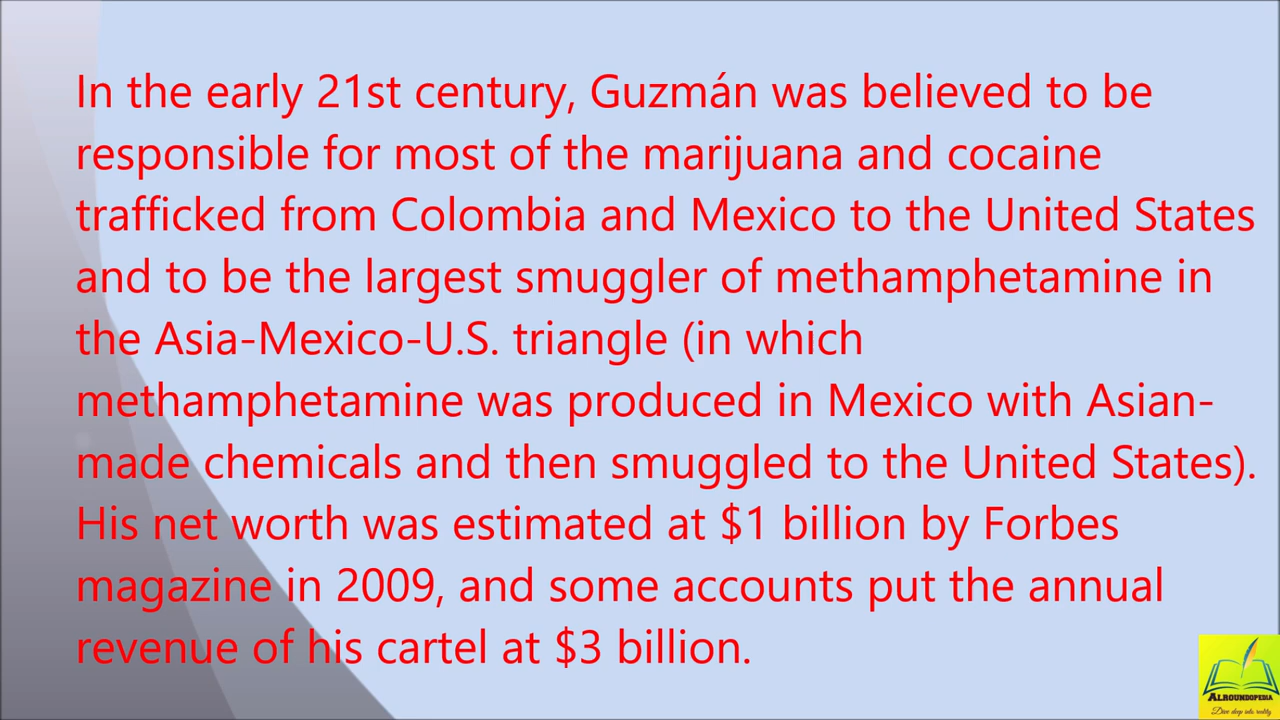 In the early 21st century, Guzmán was believed to be
responsible for most of the marijuana and cocaine
trafficked from Colombia and Mexico to the United States
and to be the largest smuggler of methamphetamine in
the Asia-Mexico-U.S. triangle (in which
methamphetamine was produced in Mexico with Asian-
made chemicals and then smuggled to the United States).
His net worth was estimated at $1 billion by Forbes
magazine in 2009, and some accounts put the annual
revenue of his cartel at $3 billion.
ALROUNDOPEDIA
Dive deep into reality